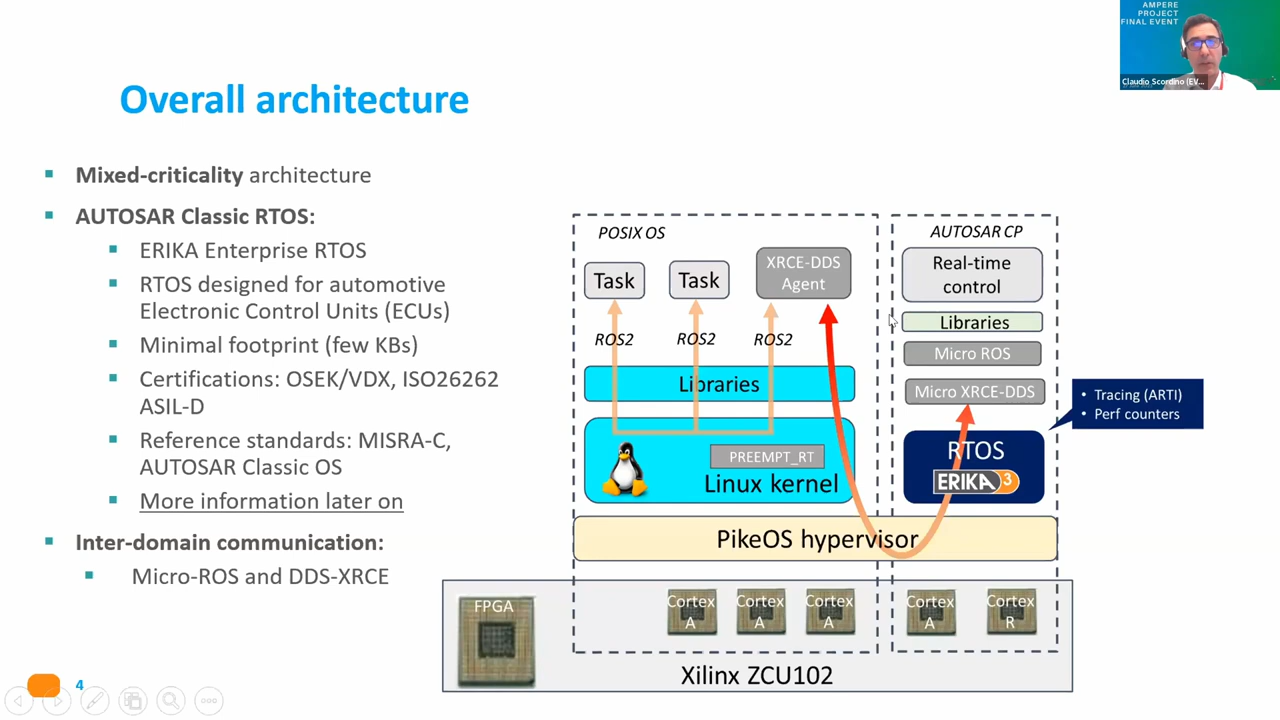 AMPERE
PROJECT
FINAL EVENT
Claudio Scordino (EV...
Overall architecture
Mixed-criticality architecture
AUTOSAR Classic RTOS:
ERIKA Enterprise RTOS
RTOS designed for automotive
Electronic Control Units (ECUs)
Minimal footprint (few KBs)
Certifications: OSEK/VDX, ISO26262
ASIL-D
Reference standards: MISRA-C,
AUTOSAR Classic OS
More information later on
Inter-domain communication:
Micro-ROS and DDS-XRCE
POSIX OS
Task
Task
XRCE-DDS
Agent
ROS2
ROS2
ROS2
Libraries
PREEMPT_RT
Linux kernel
AUTOSAR CP
Real-time
control
Libraries
Micro ROS
Micro XRCE-DDS
RTOS
ERIKA 3
• Tracing (ARTI)
• Perf counters
PikeOS hypervisor
FPGA
Cortex
A
Cortex
A
Cortex
A
Cortex
A
Cortex
R
Xilinx ZCU102
4